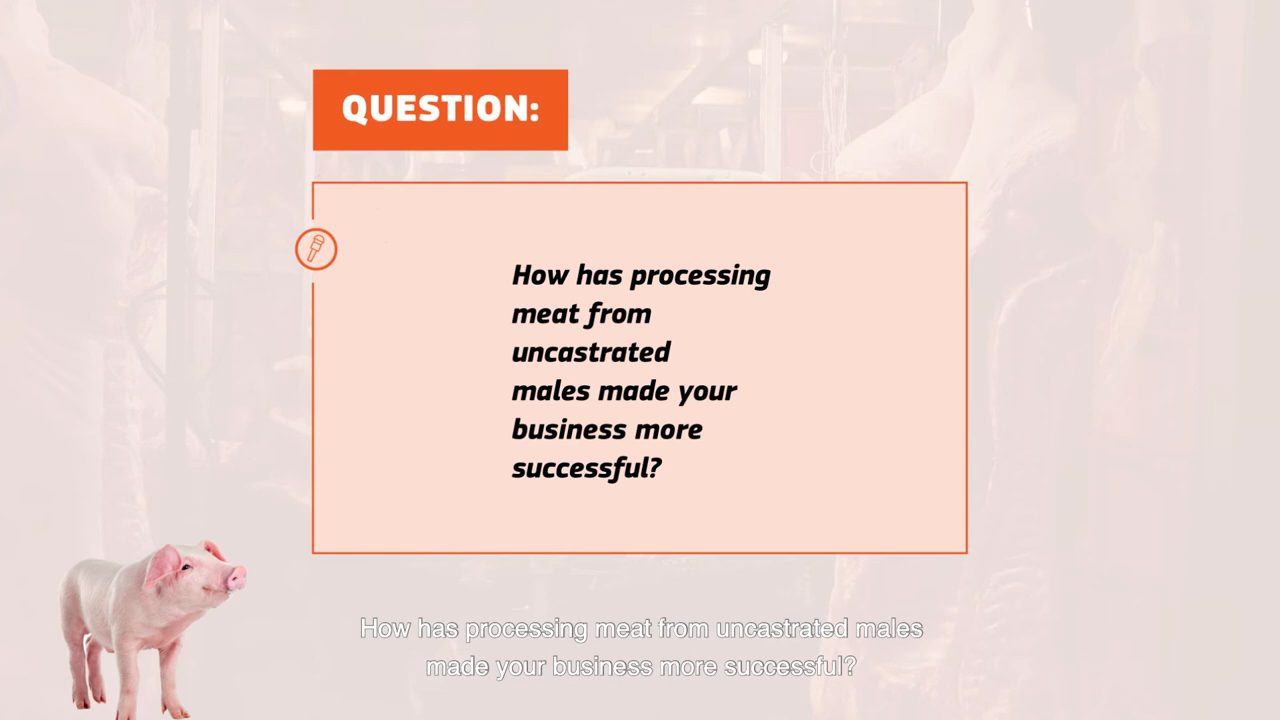 QUESTION:
How has processing
meat from
uncastrated
males made your
business more
successful?
How has processing meat from uncastrated males
made your business more successful?